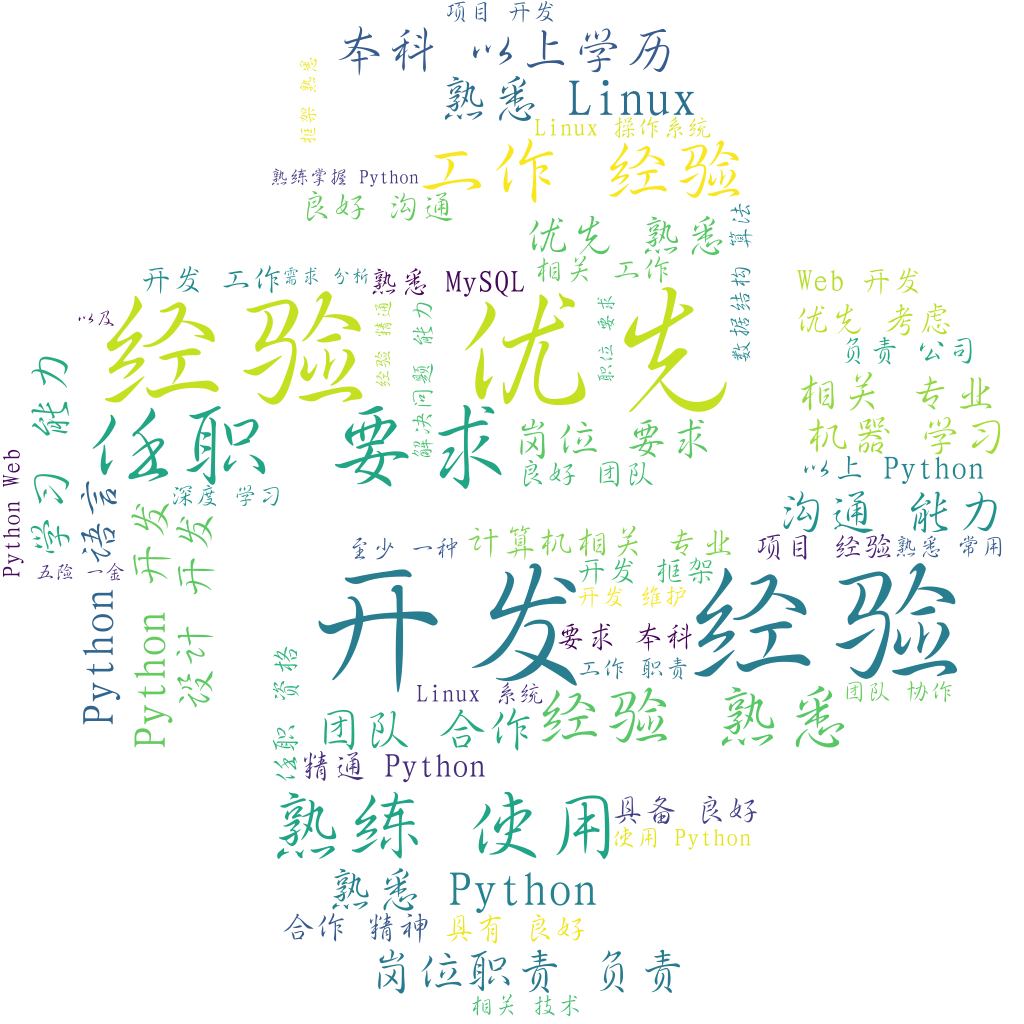 项目 开发
本科 以上学历
框架 熟悉
熟悉 Linux
Linux 操作系统
工作 经验
熟练掌握 Python
良好 沟通
优先 熟悉
数据结构 算法
相关 工作
开发 工作
需求 分析
熟悉 MySQL
Web 开发
以及
经验 优先
经验 精通
解决问题 能力
职位 要求
优先 考虑
负责 公司
学习 能力
相关 专业
任职 要求
岗位 要求
机器 学习
Python Web
良好 团队
以上 Python
深度 学习
沟通 能力
Python 语言
Python 开发
设计 开发
至少 一种
计算机相关 专业
项目 经验
熟悉 常用
五险 一金
开发 框架
开发 经验
开发 维护
要求 本科
工作 职责
任职 资格
Linux 系统
团队 协作
团队 合作
经验 熟悉
精通 Python
熟练 使用
具备 良好
使用 Python
熟悉 Python
合作 精神
具有 良好
岗位职责 负责
相关 技术